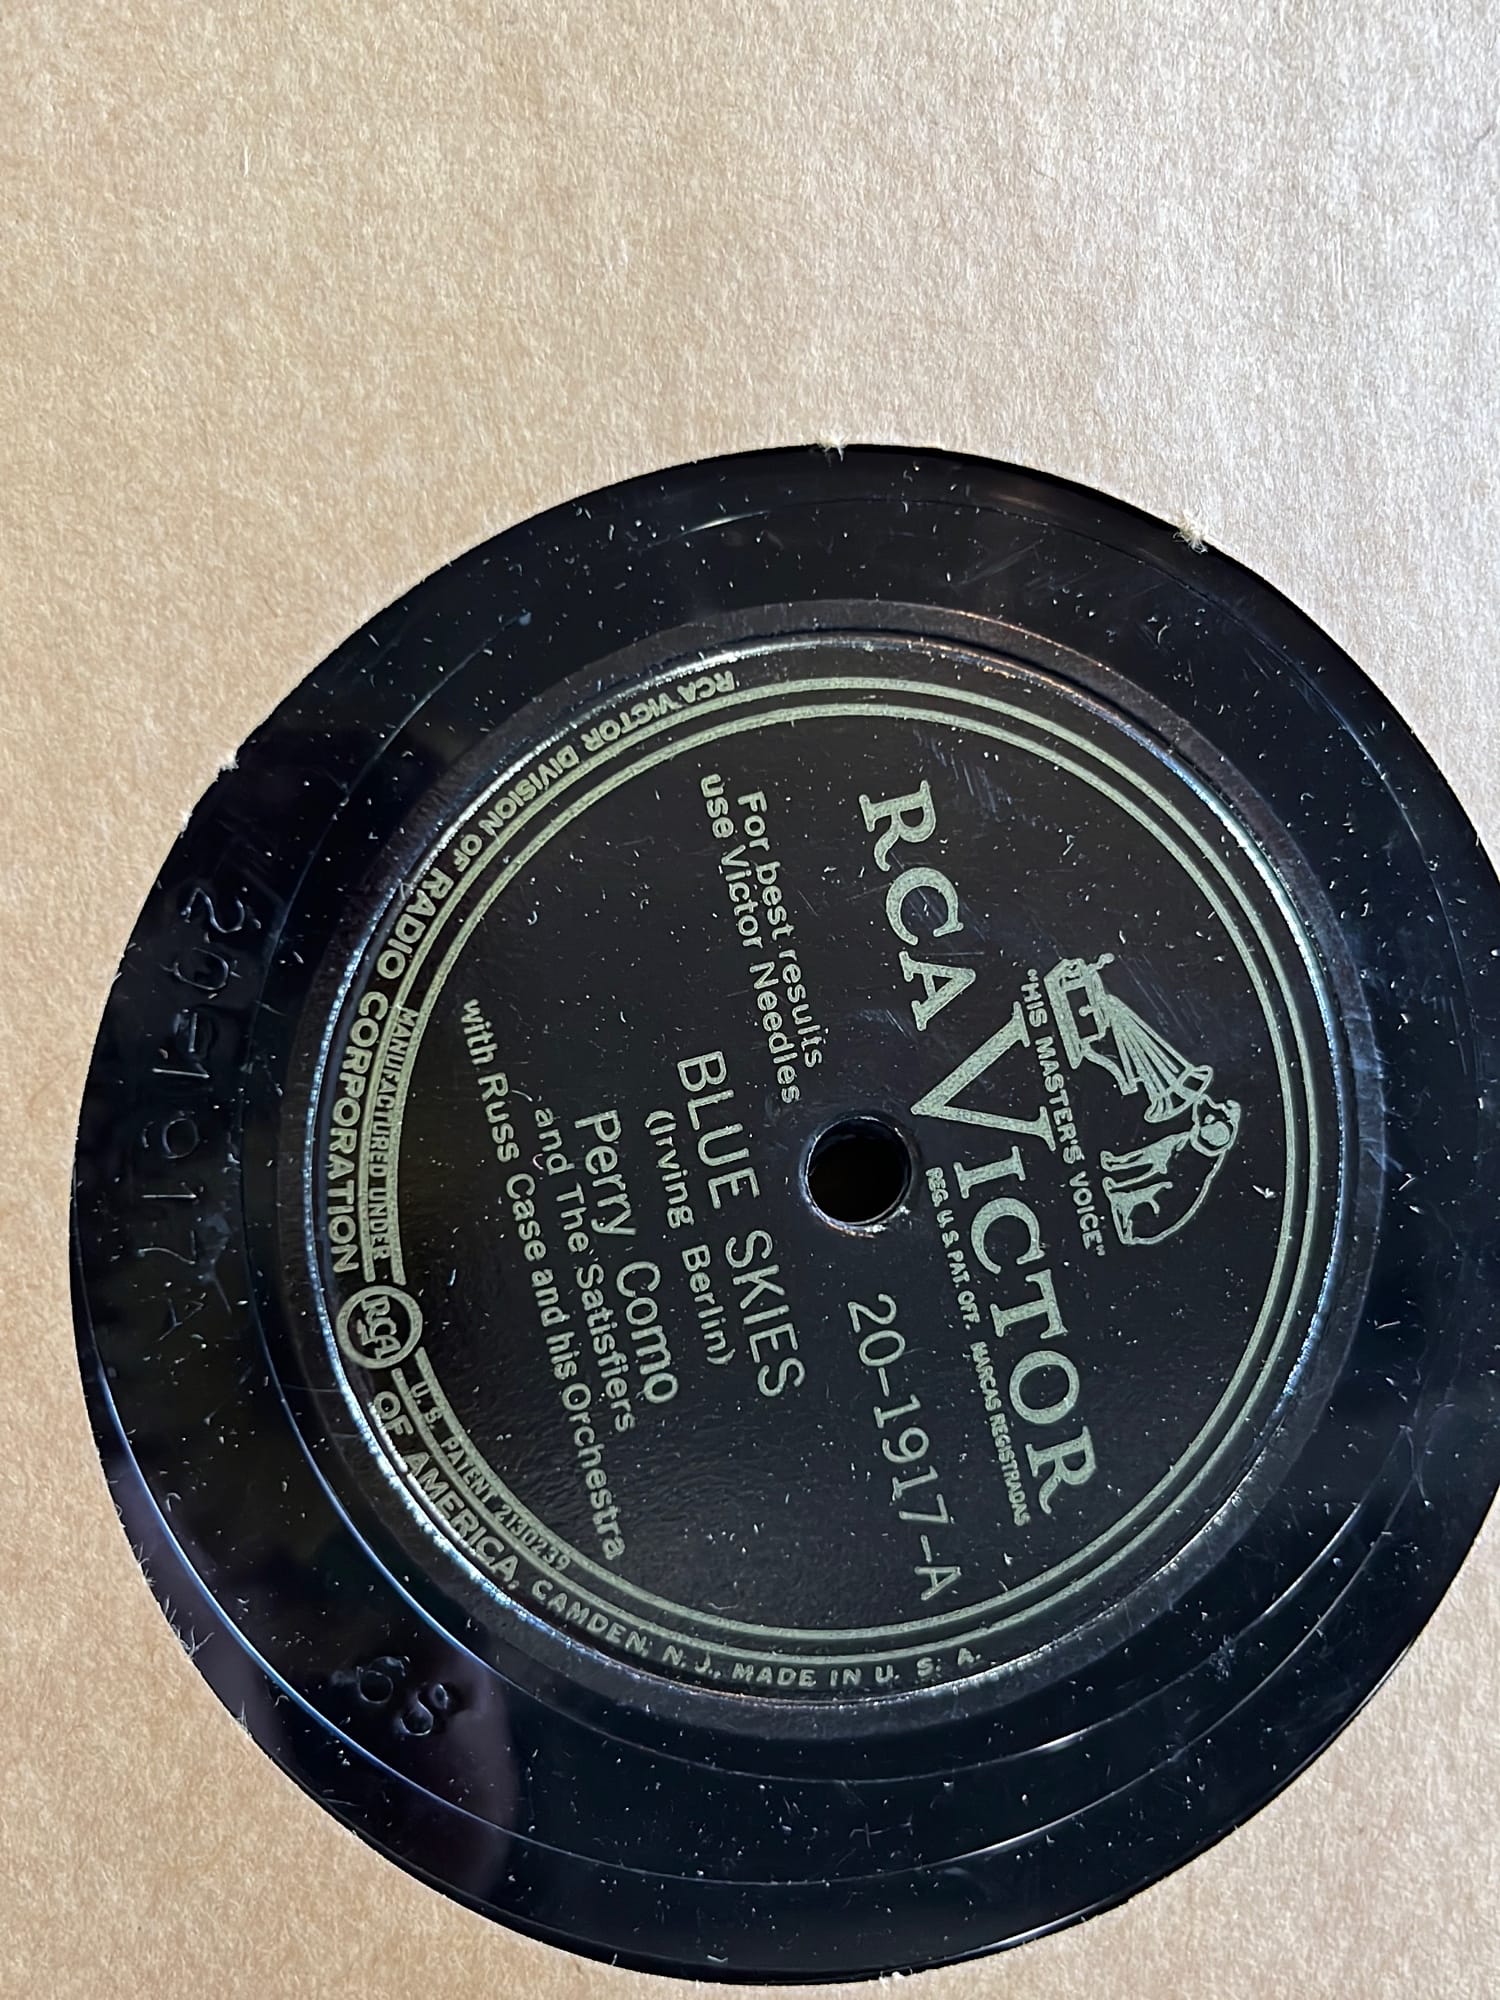 "HIS MASTER'S VOICE"
RCA VICTOR
REG. U. S. PAT. OFF. MARCAS REGISTRADAS
For best results
use Victor Needles
20-1917-A
BLUE SKIES
(Irving Berlin)
Perry Como
and The Satisfiers
with Russ Case and his Orchestra
MANUFACTURED UNDER RCA U.S. PATENT 2130239
RCA VICTOR DIVISION OF RADIO CORPORATION OF AMERICA, CAMDEN, N. J., MADE IN U. S. A.
20-1917A
S9